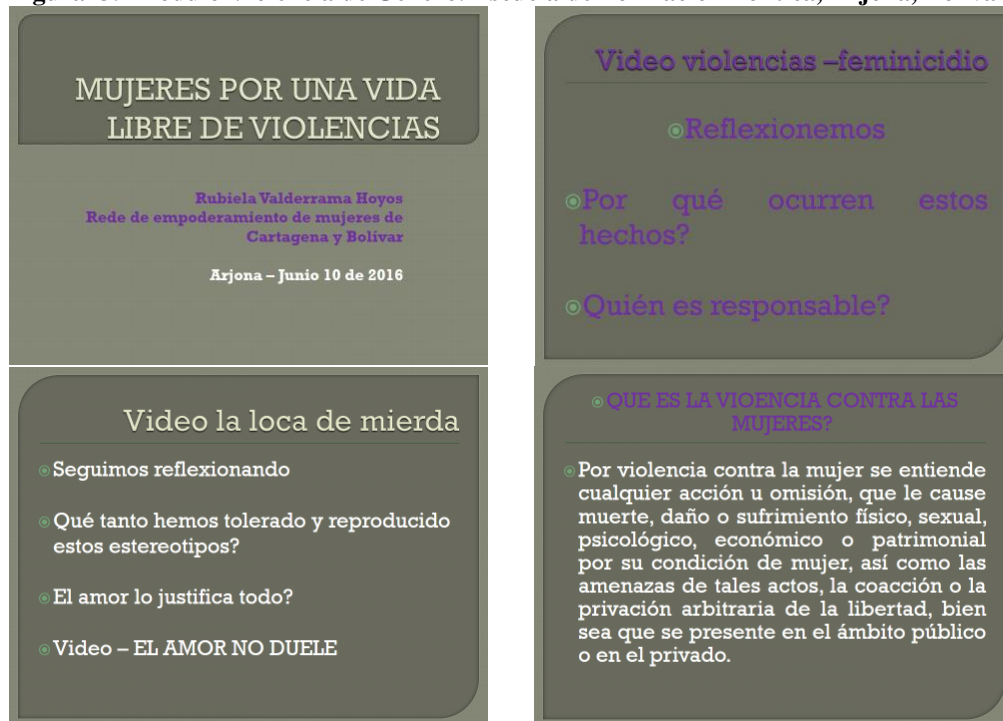 MUJERES POR UNA VIDA
LIBRE DE VIOLENCIAS
Rubiela Valderrama Hoyos
Rede de empoderamiento de mujeres de
Cartagena y Bolívar
Arjona – Junio 10 de 2016
Video violencias –feminicidio
Reflexionemos
Por qué ocurren estos
hechos?
Quién es responsable?
Video la loca de mierda
Seguimos reflexionando
Qué tanto hemos tolerado y reproducido
estos estereotipos?
El amor lo justifica todo?
Video – EL AMOR NO DUELE
QUE ES LA VIOENCIA CONTRA LAS
MUJERES?
Por violencia contra la mujer se entiende
cualquier acción u omisión, que le cause
muerte, daño o sufrimiento físico, sexual,
psicológico, económico o patrimonial
por su condición de mujer, así como las
amenazas de tales actos, la coacción o la
privación arbitraria de la libertad, bien
sea que se presente en el ámbito público
o en el privado.